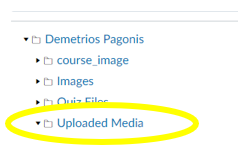 Demetrios Pagonis
course_image
Images
Quiz Files
Uploaded Media